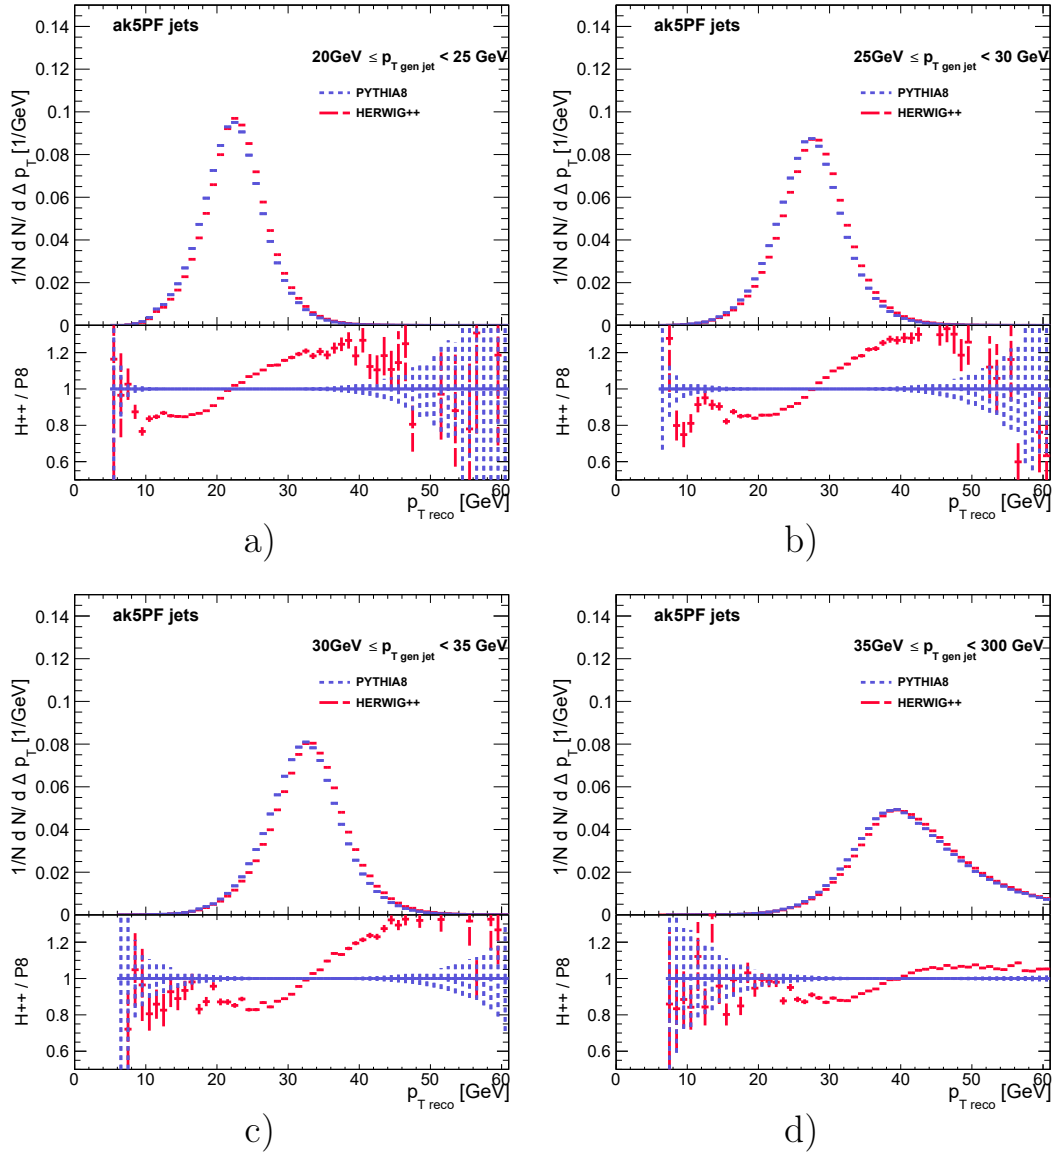 ak5PF jets
20GeV ≤ p_T gen jet < 25 GeV
PYTHIA8
HERWIG++
1/N d N/ d Δ p_T [1/GeV]
0.14
0.12
0.1
0.08
0.06
0.04
0.02
0
H++ / P8
1.2
1
0.8
0.6
0 10 20 30 40 50 60
p_T reco [GeV]
a)
ak5PF jets
25GeV ≤ p_T gen jet < 30 GeV
PYTHIA8
HERWIG++
1/N d N/ d Δ p_T [1/GeV]
0.14
0.12
0.1
0.08
0.06
0.04
0.02
0
H++ / P8
1.2
1
0.8
0.6
0 10 20 30 40 50 60
p_T reco [GeV]
b)
ak5PF jets
30GeV ≤ p_T gen jet < 35 GeV
PYTHIA8
HERWIG++
1/N d N/ d Δ p_T [1/GeV]
0.14
0.12
0.1
0.08
0.06
0.04
0.02
0
H++ / P8
1.2
1
0.8
0.6
0 10 20 30 40 50 60
p_T reco [GeV]
c)
ak5PF jets
35GeV ≤ p_T gen jet < 300 GeV
PYTHIA8
HERWIG++
1/N d N/ d Δ p_T [1/GeV]
0.14
0.12
0.1
0.08
0.06
0.04
0.02
0
H++ / P8
1.2
1
0.8
0.6
0 10 20 30 40 50 60
p_T reco [GeV]
d)